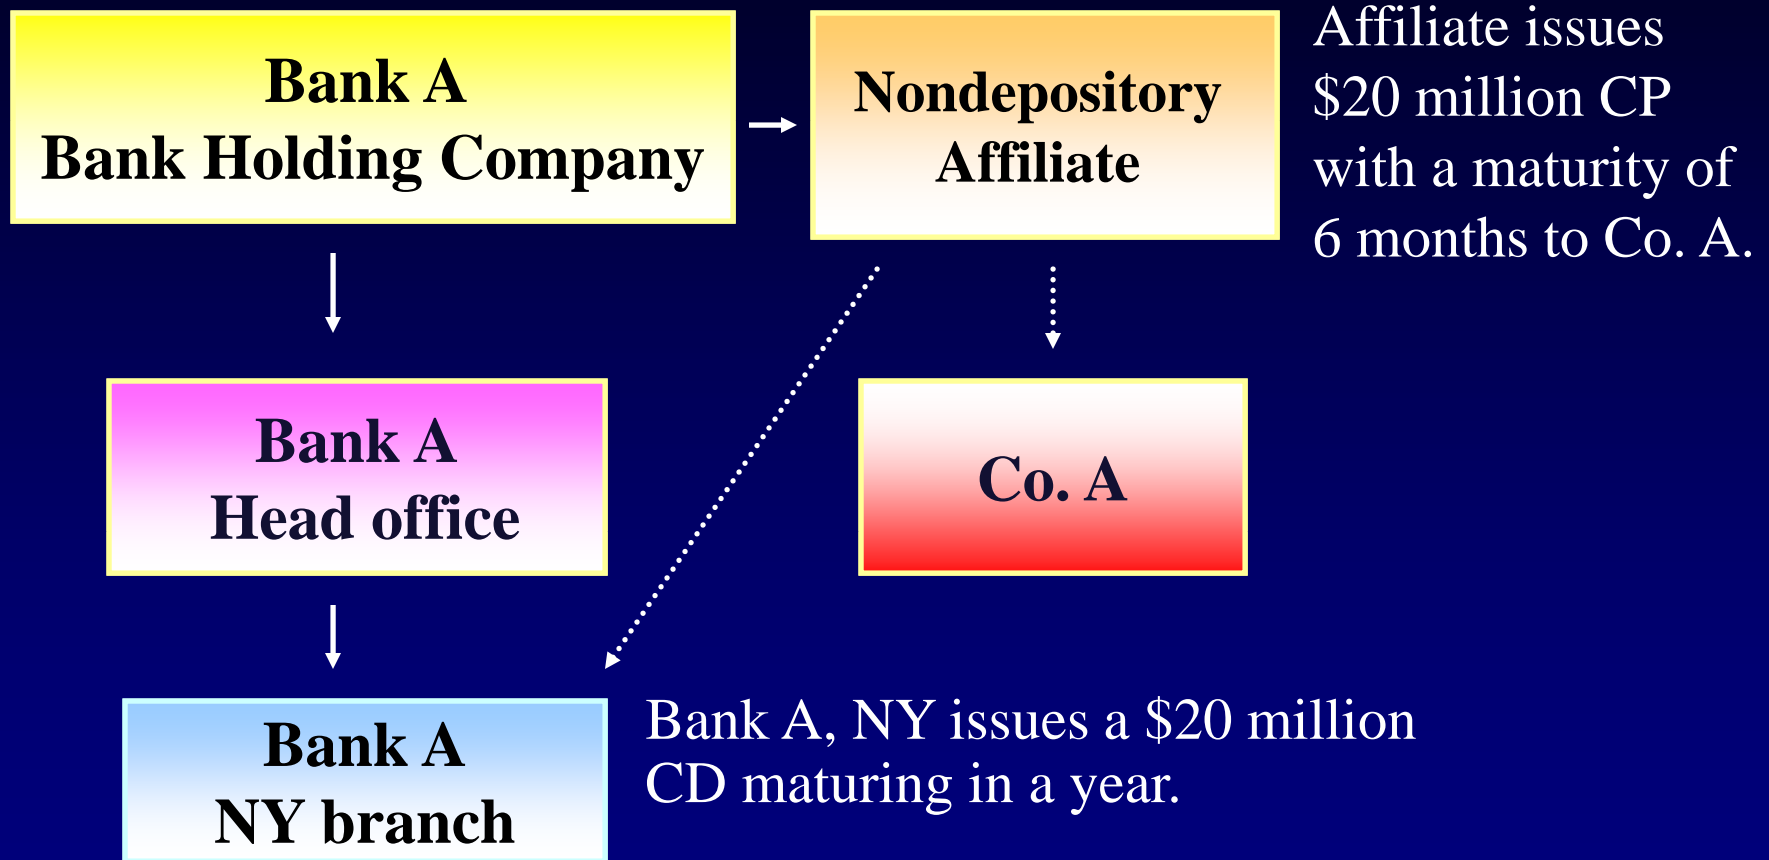 Bank A
Bank Holding Company
Nondepository
Affiliate
Affiliate issues
$20 million CP
with a maturity of
6 months to Co. A.
Bank A
Head office
Co. A
Bank A
NY branch
Bank A, NY issues a $20 million
CD maturing in a year.